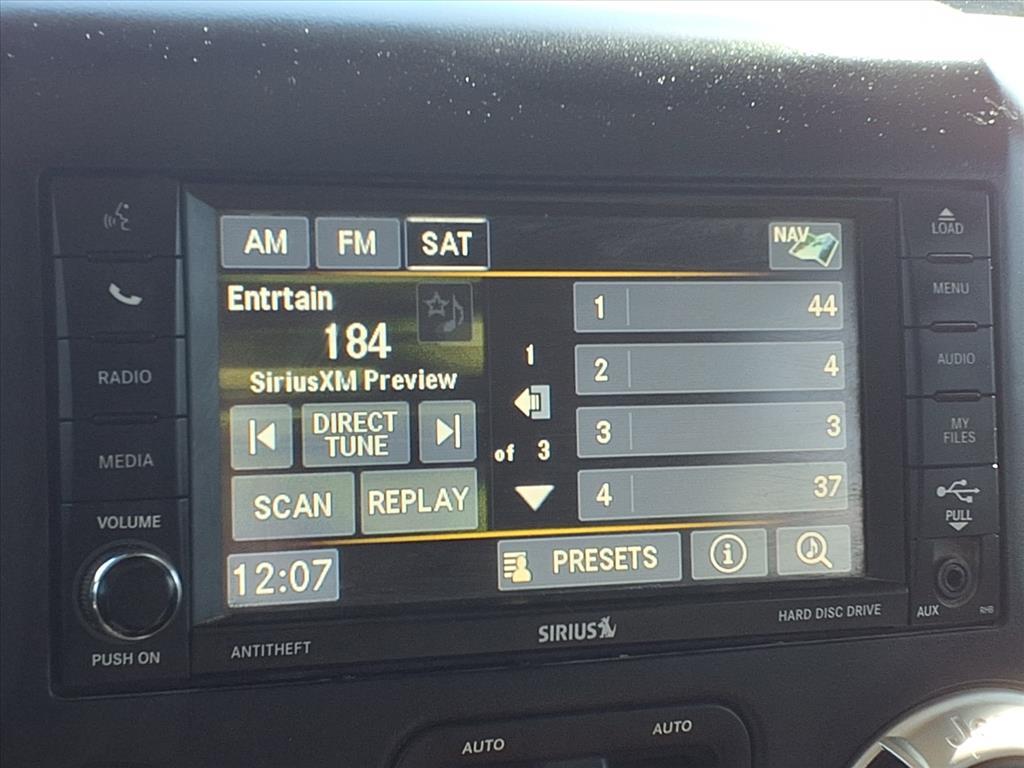 LOAD
AM FM SAT NAV
MENU
Entrtain
184
SiriusXM Preview
RADIO
AUDIO
1 44
2 4
3 3
4 37
1
of 3
DIRECT
TUNE
MEDIA
MY
FILES
SCAN REPLAY
VOLUME
PULL
12:07 PRESETS
PUSH ON
ANTITHEFT
SIRIUS
HARD DISC DRIVE
AUX RHB
AUTO AUTO